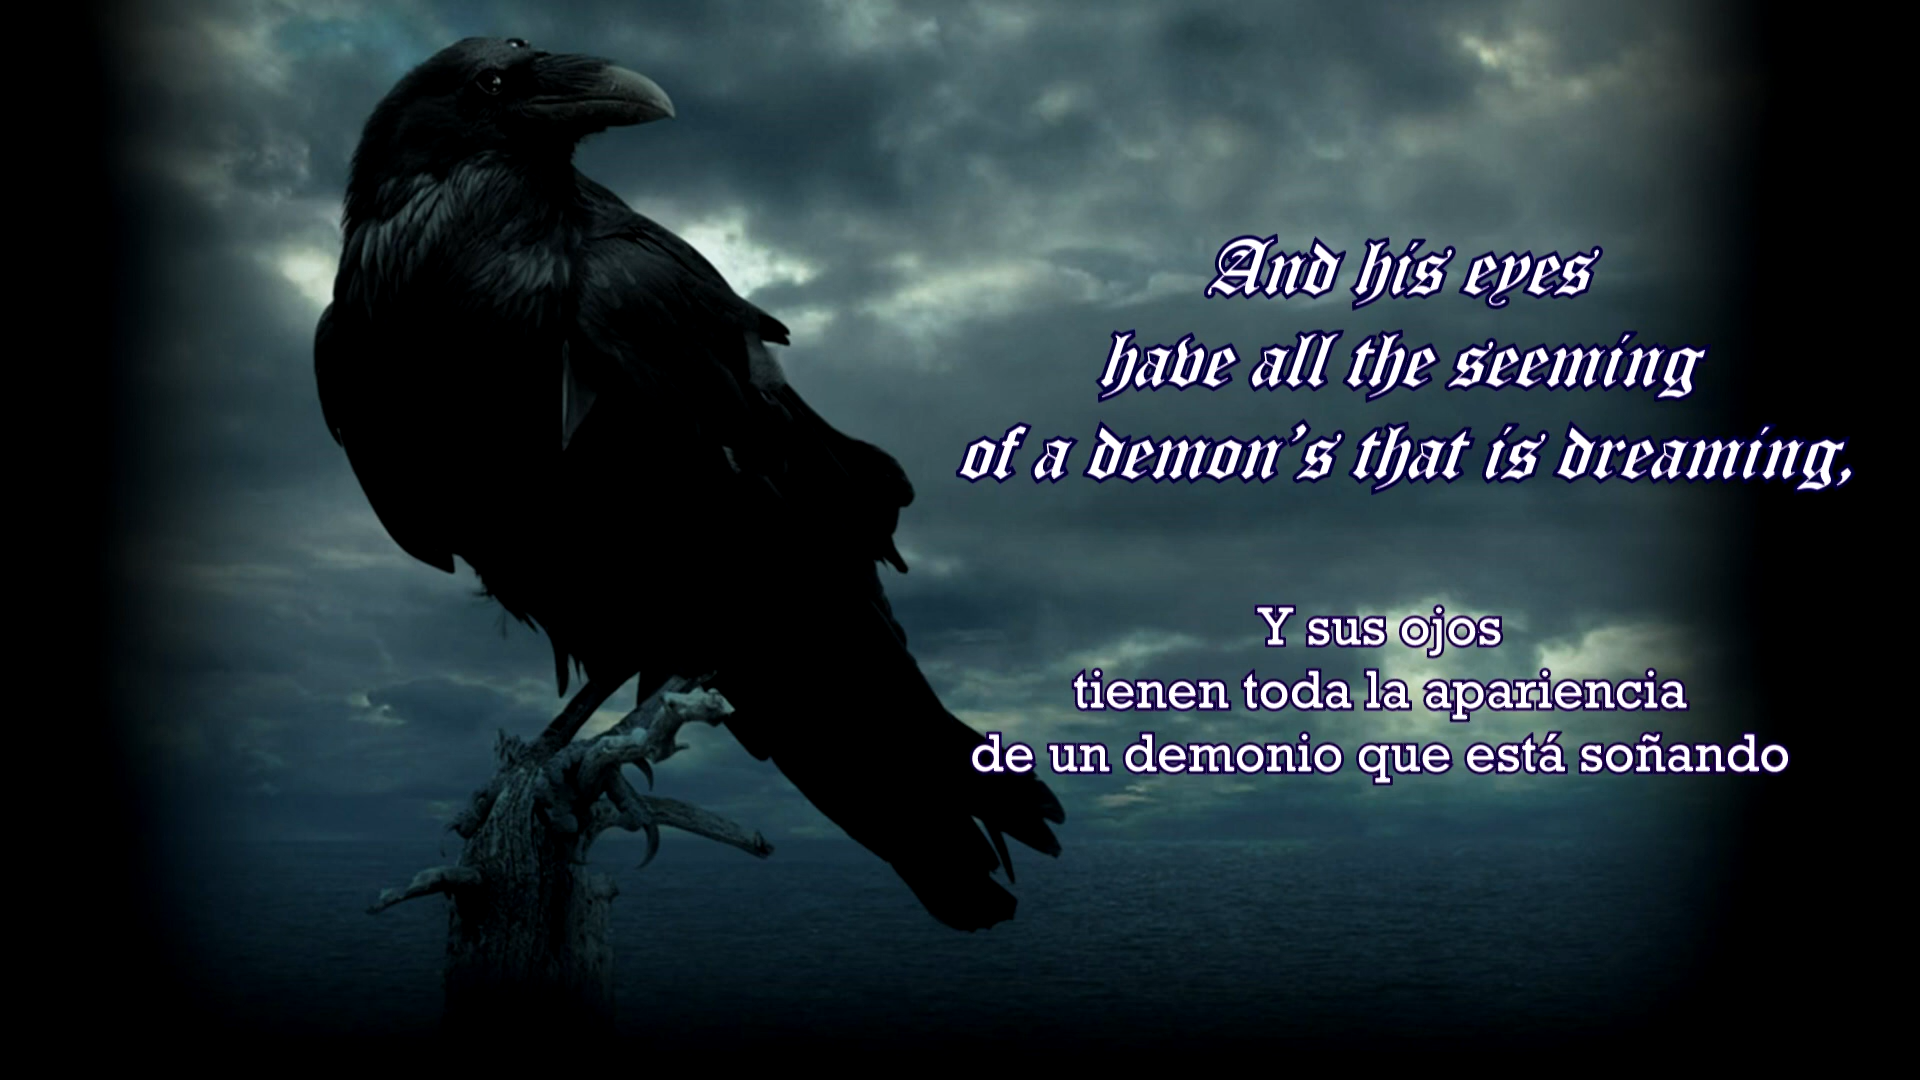 And his eyes
have all the seeming
of a demon's that is dreaming,
Y sus ojos
tienen toda la apariencia
de un demonio que está soñando